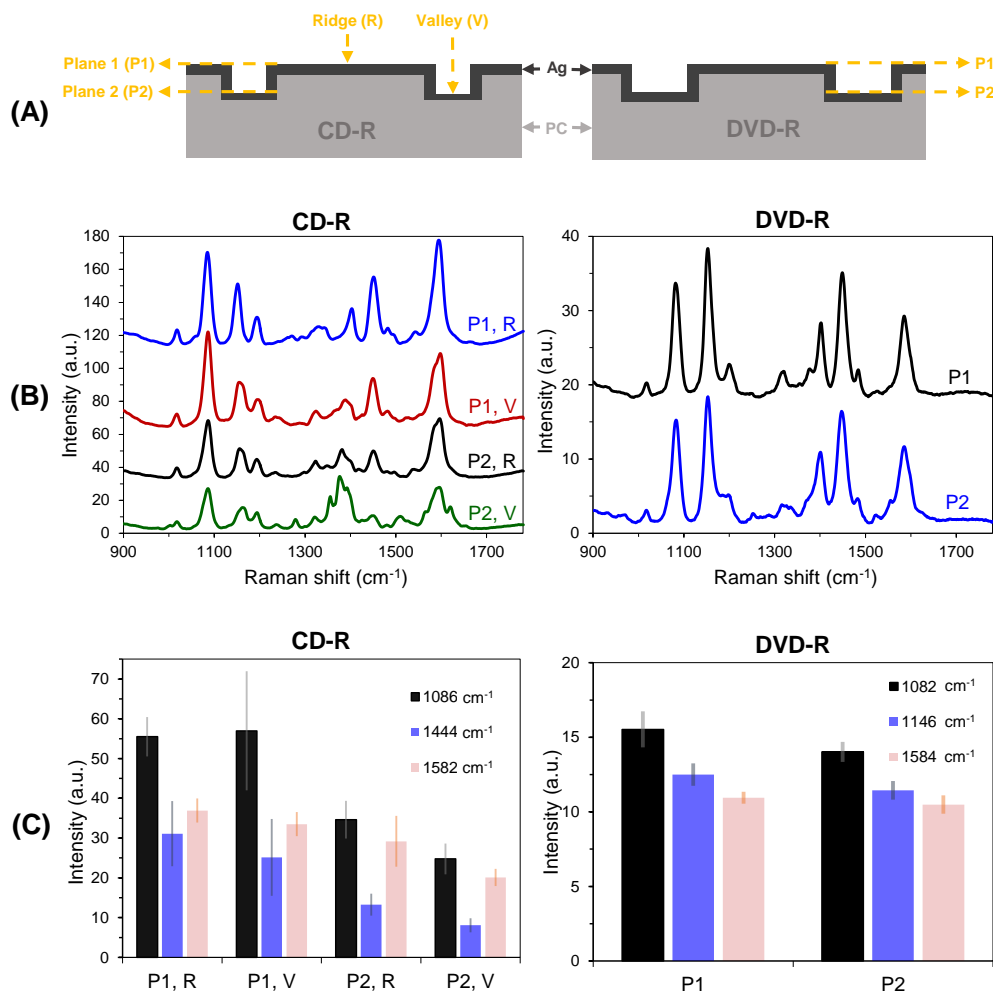 Ridge (R)
Valley (V)
Plane 1 (P1)
Plane 2 (P2)
Ag
P1
P2
(A)
CD-R
PC
DVD-R
CD-R
DVD-R
(B)
Intensity (a.u.)
180
160
140
120
100
80
60
40
20
0
P1, R
P1, V
P2, R
P2, V
900
1100
1300
1500
1700
Raman shift (cm⁻¹)
Intensity (a.u.)
40
30
20
10
0
P1
P2
900
1100
1300
1500
1700
Raman shift (cm⁻¹)
CD-R
DVD-R
(C)
Intensity (a.u.)
70
60
50
40
30
20
10
0
1086 cm⁻¹
1444 cm⁻¹
1582 cm⁻¹
P1, R
P1, V
P2, R
P2, V
Intensity (a.u.)
20
15
10
5
0
1082 cm⁻¹
1146 cm⁻¹
1584 cm⁻¹
P1
P2